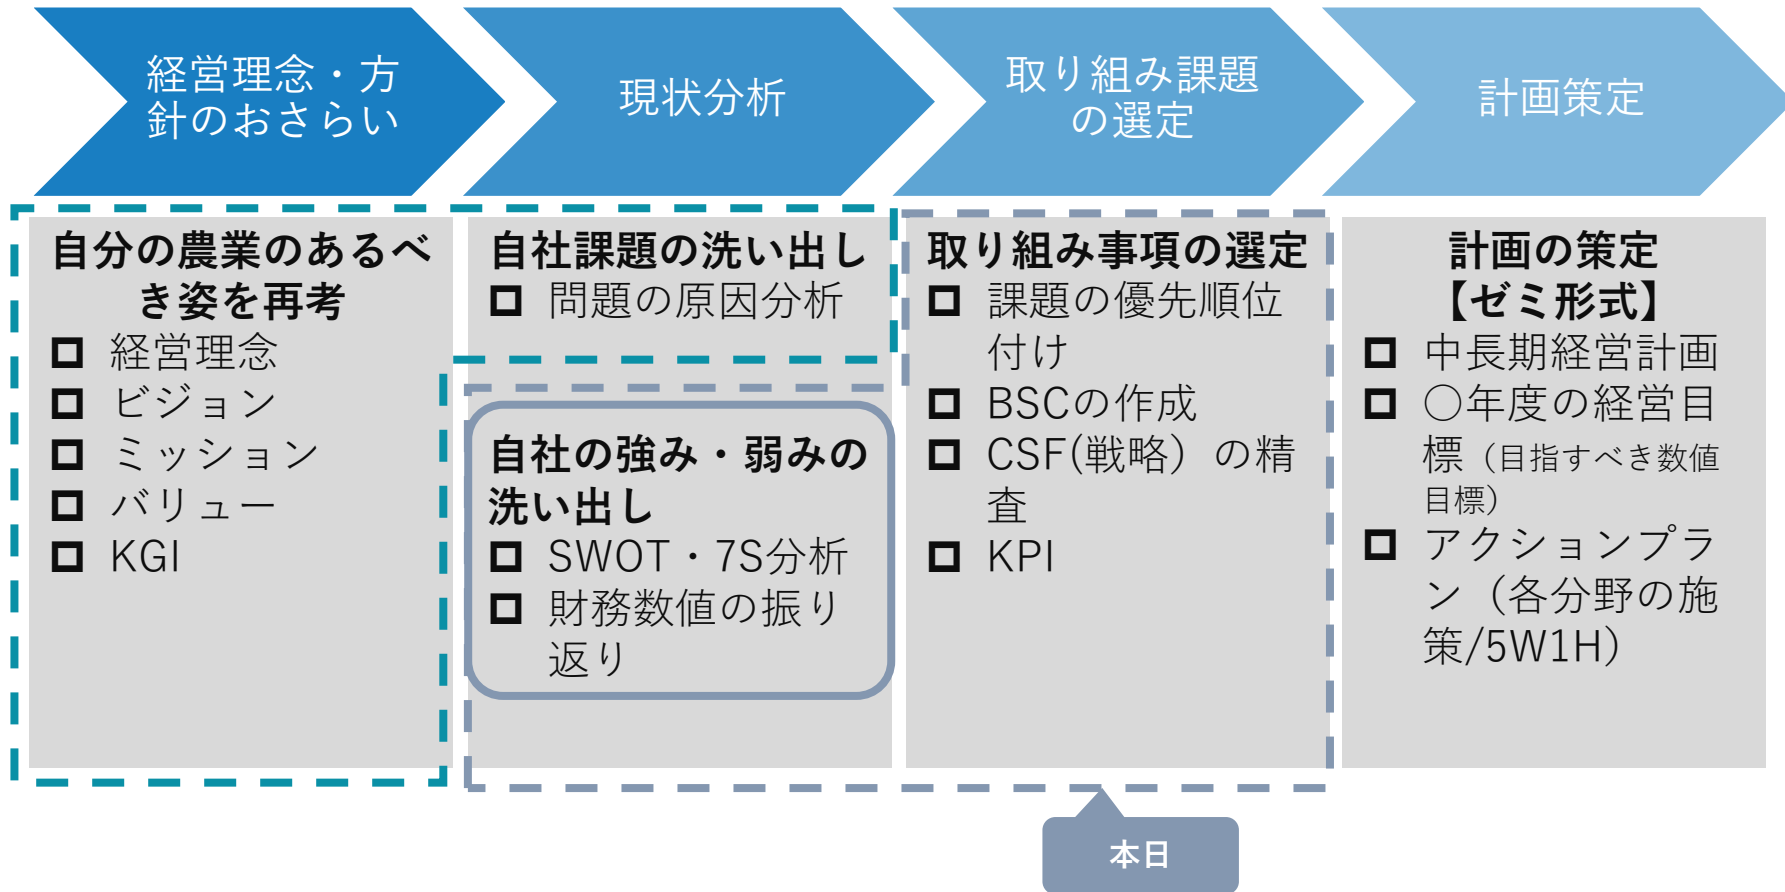 経営理念・方
針のおさらい
現状分析
取り組み課題
の選定
計画策定
自分の農業のあるべ
き姿を再考
経営理念
ビジョン
ミッション
バリュー
KGI
自社課題の洗い出し
問題の原因分析
自社の強み・弱みの
洗い出し
SWOT・7S分析
財務数値の振り
返り
取り組み事項の選定
課題の優先順位
付け
BSCの作成
CSF(戦略）の精
査
KPI
計画の策定
【ゼミ形式】
中長期経営計画
〇年度の経営目
標（目指すべき数値
目標）
アクションプラ
ン（各分野の施
策/5W1H）
本日